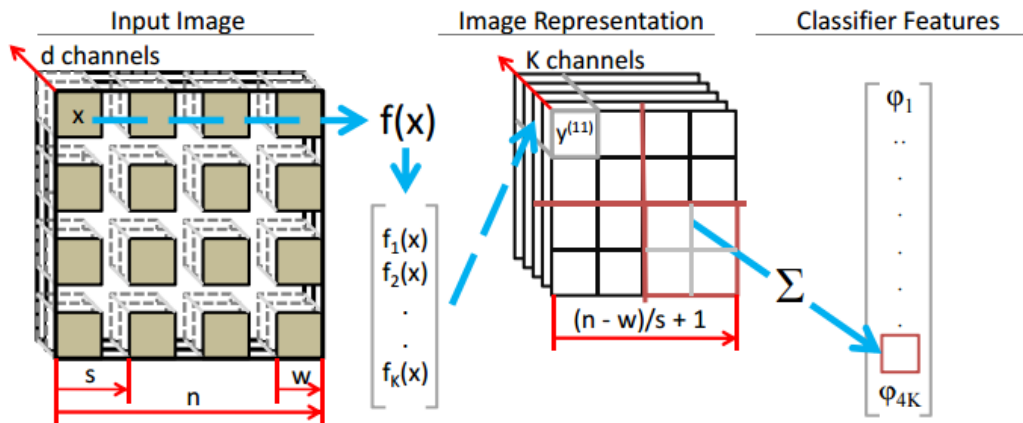 Input Image
Image Representation
Classifier Features
d channels
K channels
x
f(x)
y(11)
f1(x)
f2(x)
.
.
fK(x)
s
w
n
(n - w)/s + 1
Σ
φ1
..
.
.
.
.
.
φ4K